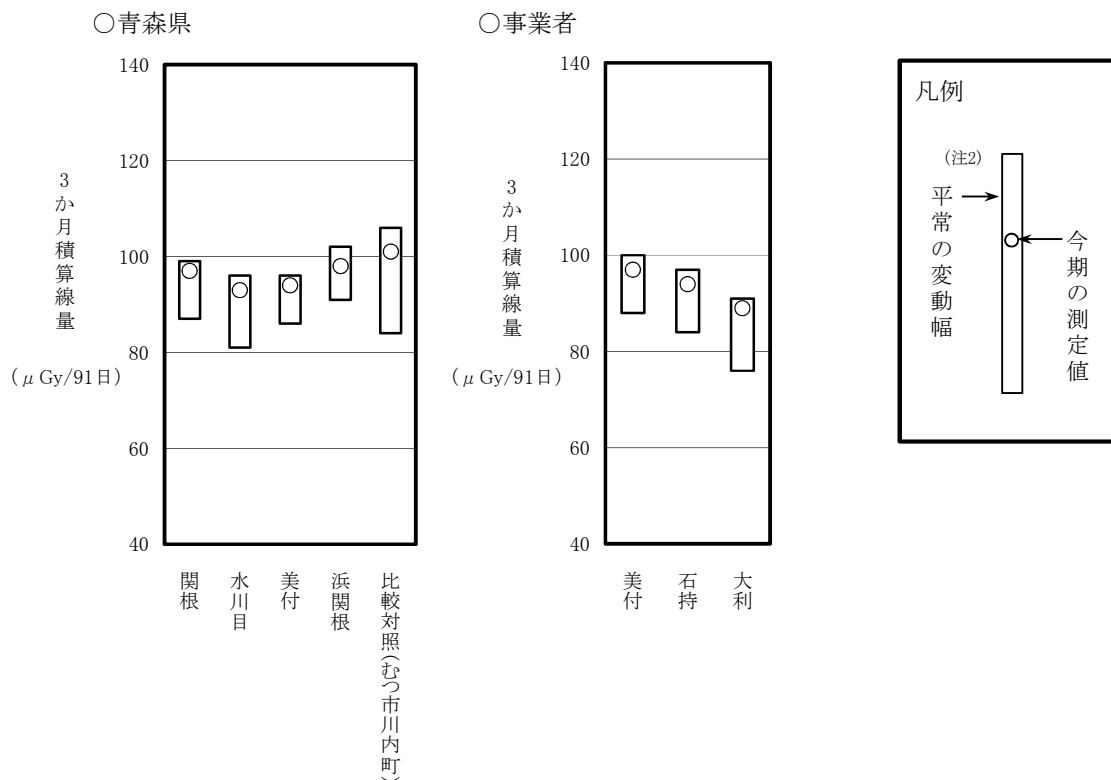 ○青森県
140
120
100
80
60
40
3か月積算線量
(μGy/91日)
関根
水川目
美付
浜関根
比較対照(むつ市川内町)
○事業者
140
120
100
80
60
40
3か月積算線量
(μGy/91日)
美付
石持
大利
凡例
(注2)
平常の変動幅
今期の測定値